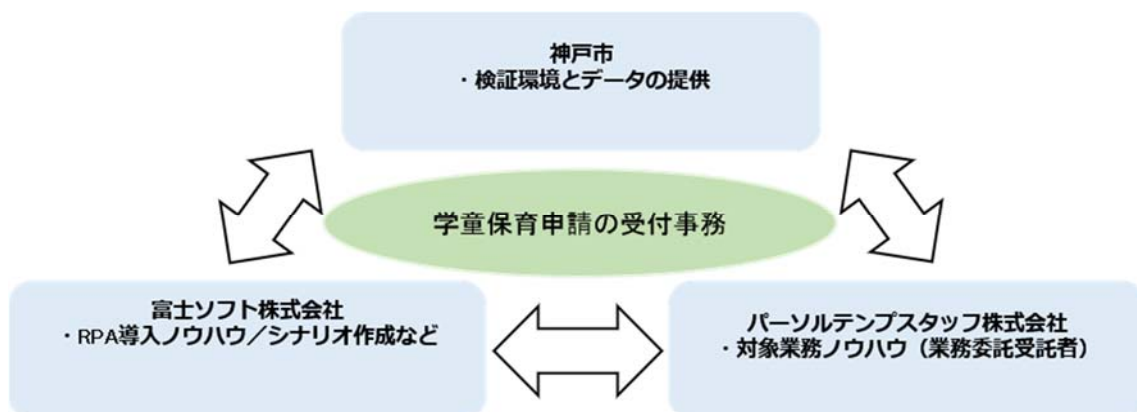 神戸市
・検証環境とデータの提供
学童保育申請の受付事務
富士ソフト株式会社
・RPA導入ノウハウ／シナリオ作成など
パーソルテンプスタッフ株式会社
・対象業務ノウハウ（業務委託受託者）